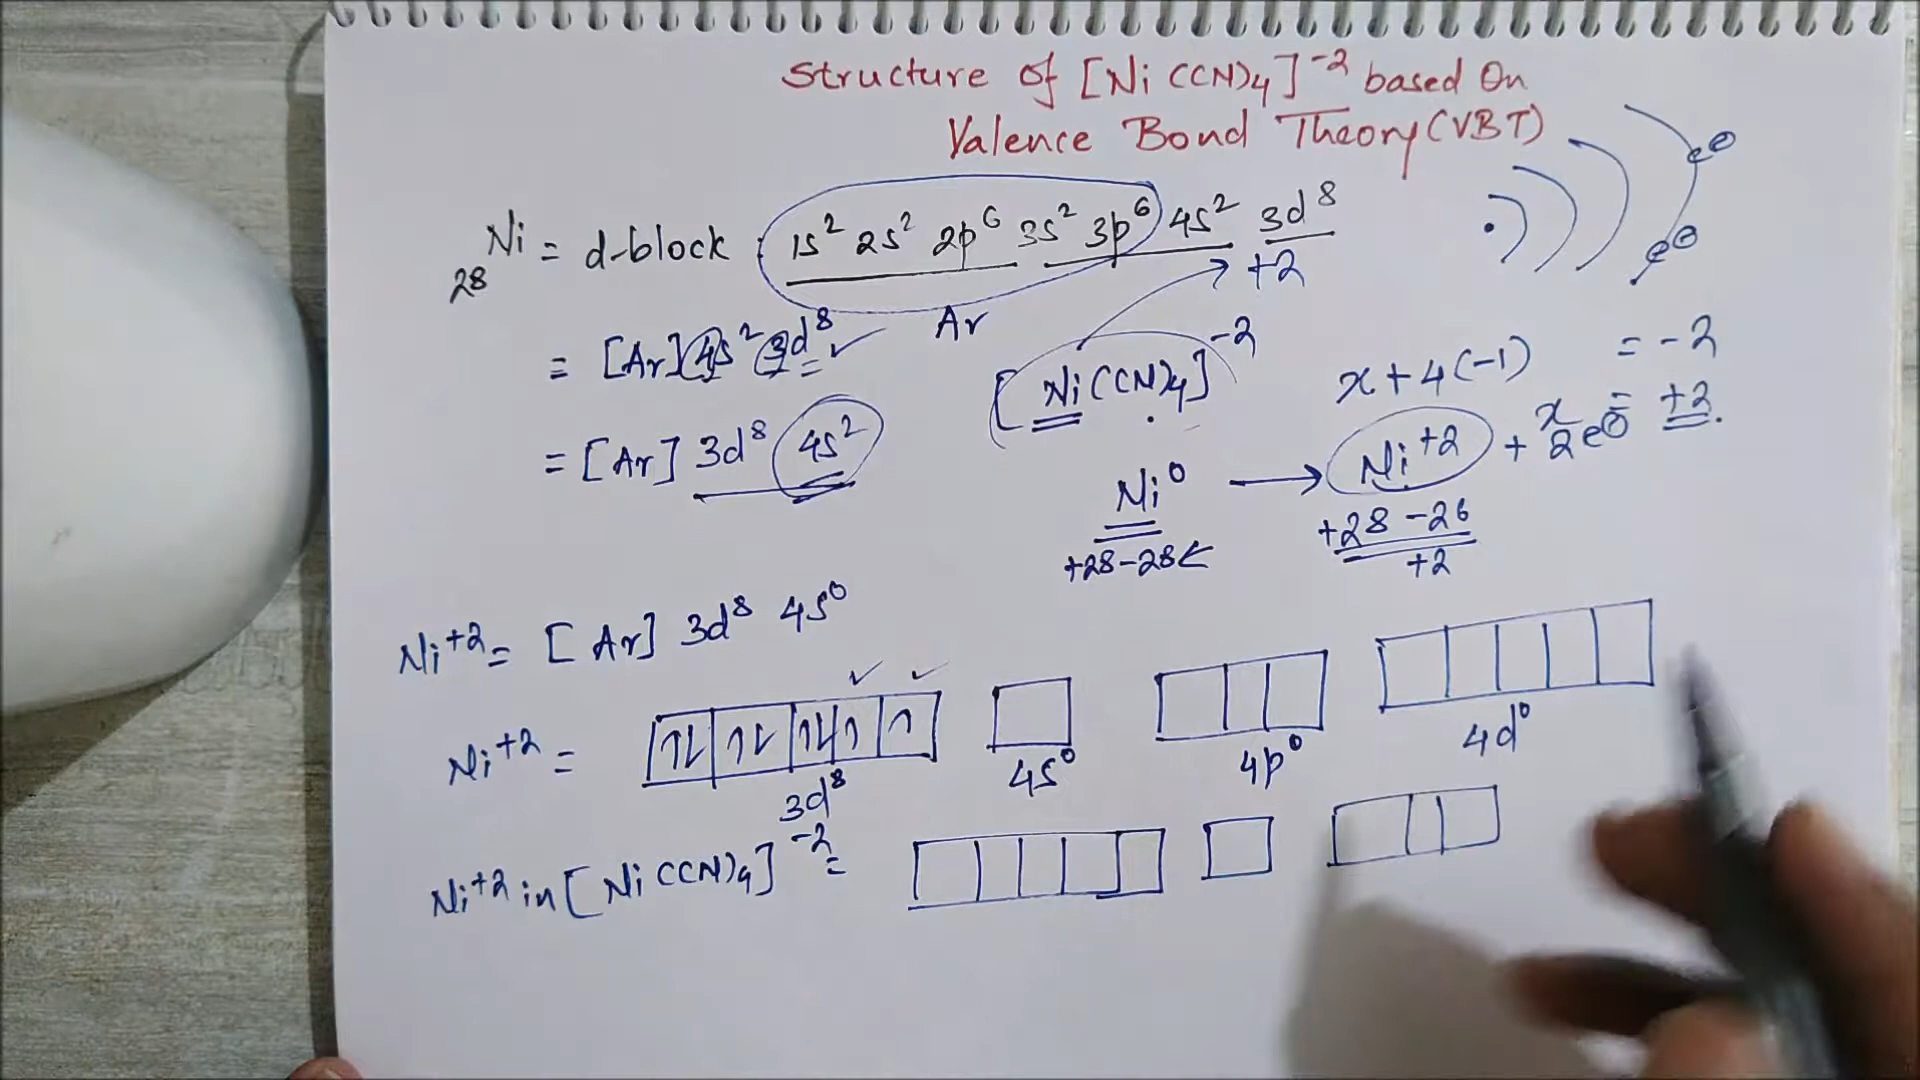 Structure of [Ni(CN)4]⁻² based On
Valence Bond Theory (VBT)
₂₈Ni = d-block 1s² 2s² 2p⁶ 3s² 3p⁶ 4s² 3d⁸
+2
Ar
= [Ar] 4s² 3d⁸ ✓
[Ni(CN)4]⁻²
x + 4(-1) = -2
x = +2.
= [Ar] 3d⁸ 4s²
Ni⁰ → Ni⁺² + 2e⊖
+28-28
+28-26
+2
e⊖
e⊖
Ni⁺² = [Ar] 3d⁸ 4s⁰
Ni⁺² = 3d⁸ 4s⁰ 4p⁰ 4d⁰
Ni⁺² in [Ni(CN)4]⁻² =